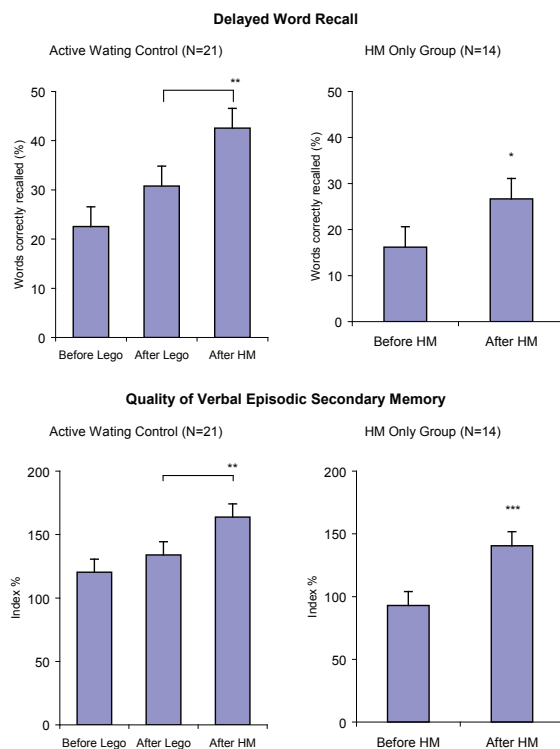 Delayed Word Recall
Active Wating Control (N=21)
HM Only Group (N=14)
Words correctly recalled (%)
50
40
30
20
10
0
**
Before Lego After Lego After HM
Words correctly recalled (%)
50
40
30
20
10
0
*
Before HM After HM
Quality of Verbal Episodic Secondary Memory
Active Wating Control (N=21)
HM Only Group (N=14)
Index %
200
150
100
50
0
**
Before Lego After Lego After HM
Index %
200
150
100
50
0
***
Before HM After HM